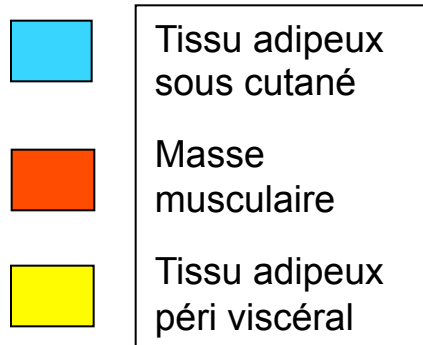 Tissu adipeux
sous cutané
Masse
musculaire
Tissu adipeux
péri viscéral